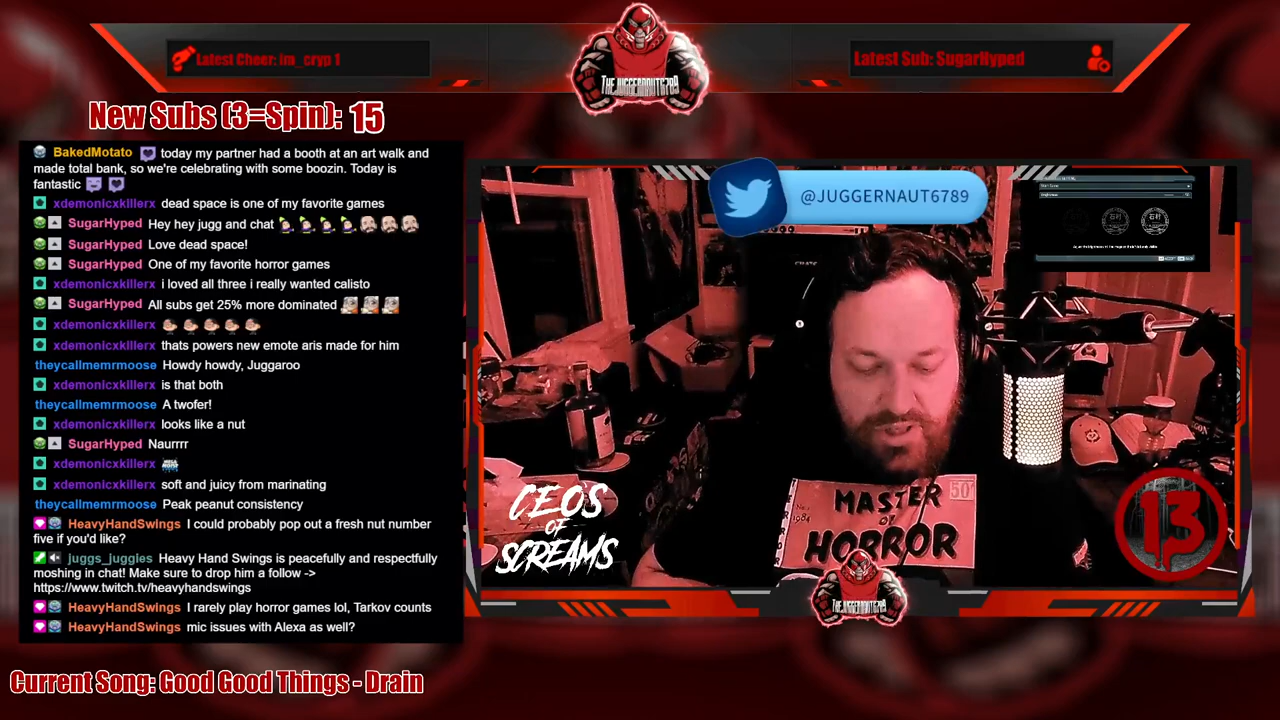 Latest Cheer: im_cryp 1
THEJUGGERNAUT6789
Latest Sub: SugarHyped
New Subs (3=Spin): 15
BakedMotato today my partner had a booth at an art walk and
made total bank, so we're celebrating with some boozin. Today is
fantastic
xdemonicxkillerx dead space is one of my favorite games
SugarHyped Hey hey jugg and chat
SugarHyped Love dead space!
SugarHyped One of my favorite horror games
xdemonicxkillerx i loved all three i really wanted calisto
SugarHyped All subs get 25% more dominated
xdemonicxkillerx
xdemonicxkillerx thats powers new emote aris made for him
theycallmemrmoose Howdy howdy, Juggaroo
xdemonicxkillerx is that both
theycallmemrmoose A twofer!
xdemonicxkillerx looks like a nut
SugarHyped Naurrrr
xdemonicxkillerx
xdemonicxkillerx soft and juicy from marinating
theycallmemrmoose Peak peanut consistency
HeavyHandSwings I could probably pop out a fresh nut number
five if you'd like?
juggs_juggies Heavy Hand Swings is peacefully and respectfully
moshing in chat! Make sure to drop him a follow ->
https://www.twitch.tv/heavyhandswings
HeavyHandSwings I rarely play horror games lol, Tarkov counts
HeavyHandSwings mic issues with Alexa as well?
@JUGGERNAUT6789
CEOS
OF
SCREAMS
MASTER
OF
HORROR
50¢
1984
13
THEJUGGERNAUT6789
Current Song: Good Good Things - Drain